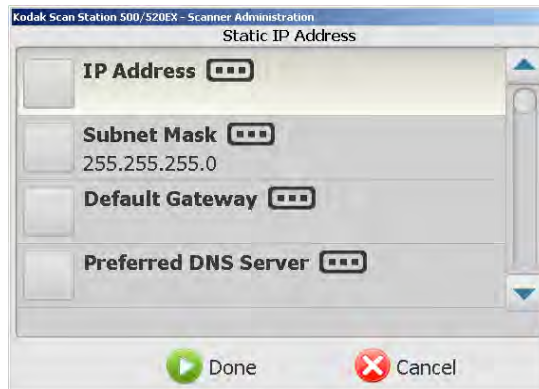 Kodak Scan Station 500/520EX - Scanner Administration
Static IP Address
IP Address
Subnet Mask
255.255.255.0
Default Gateway
Preferred DNS Server
Done
Cancel